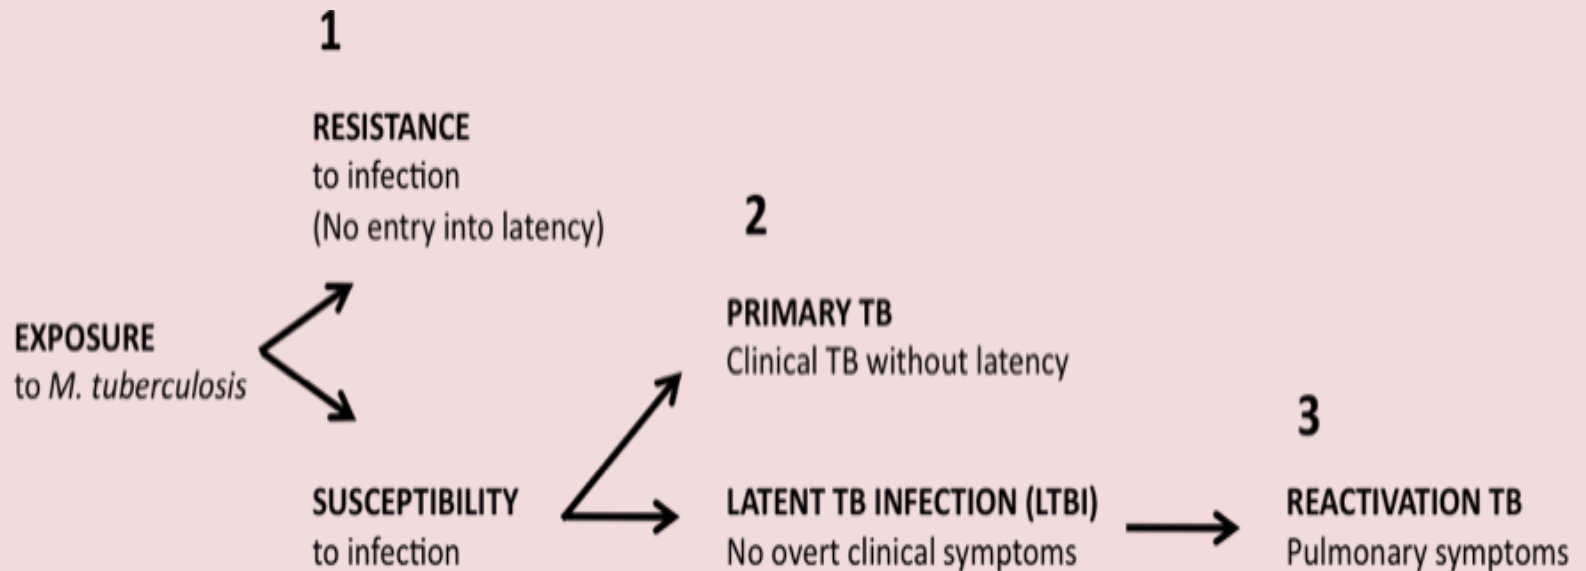 1
RESISTANCE
to infection
(No entry into latency)
2
EXPOSURE
to M. tuberculosis
PRIMARY TB
Clinical TB without latency
3
SUSCEPTIBILITY
to infection
LATENT TB INFECTION (LTBI)
No overt clinical symptoms
REACTIVATION TB
Pulmonary symptoms